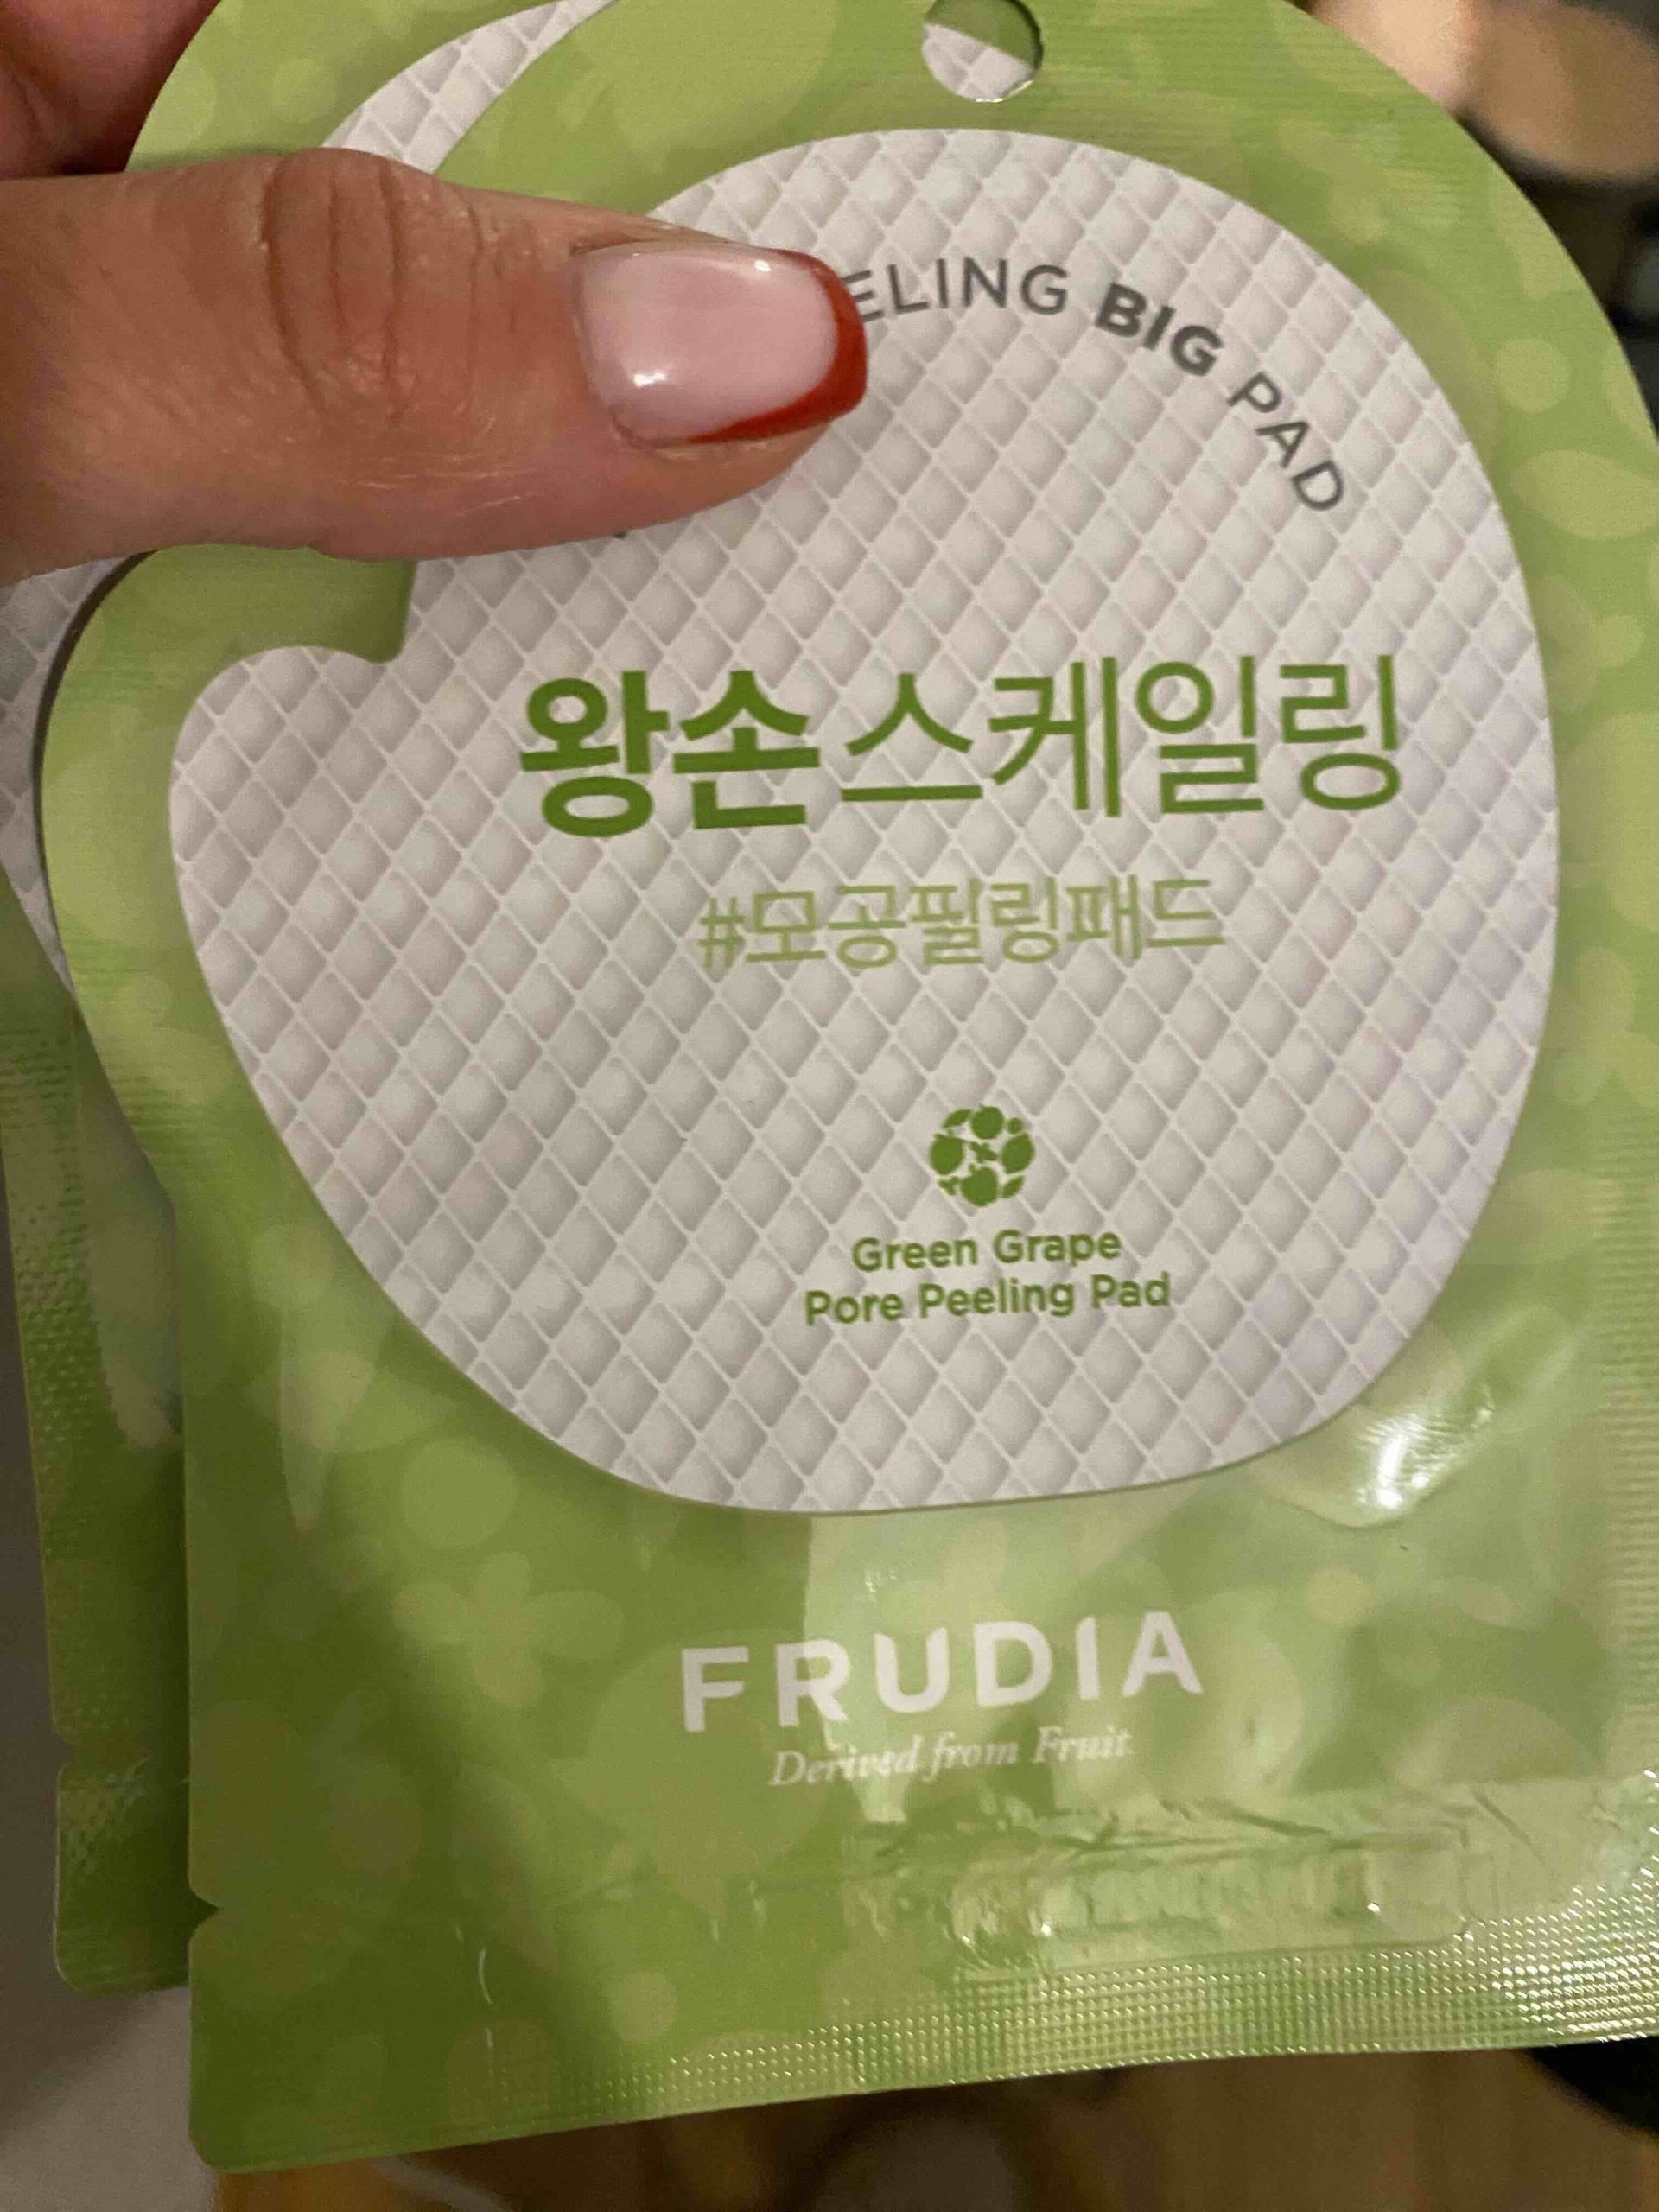 BIG PAD
왕손스케일링
#모공필링패드
Green Grape
Pore Peeling Pad
FRUDIA
Derived from Fruit